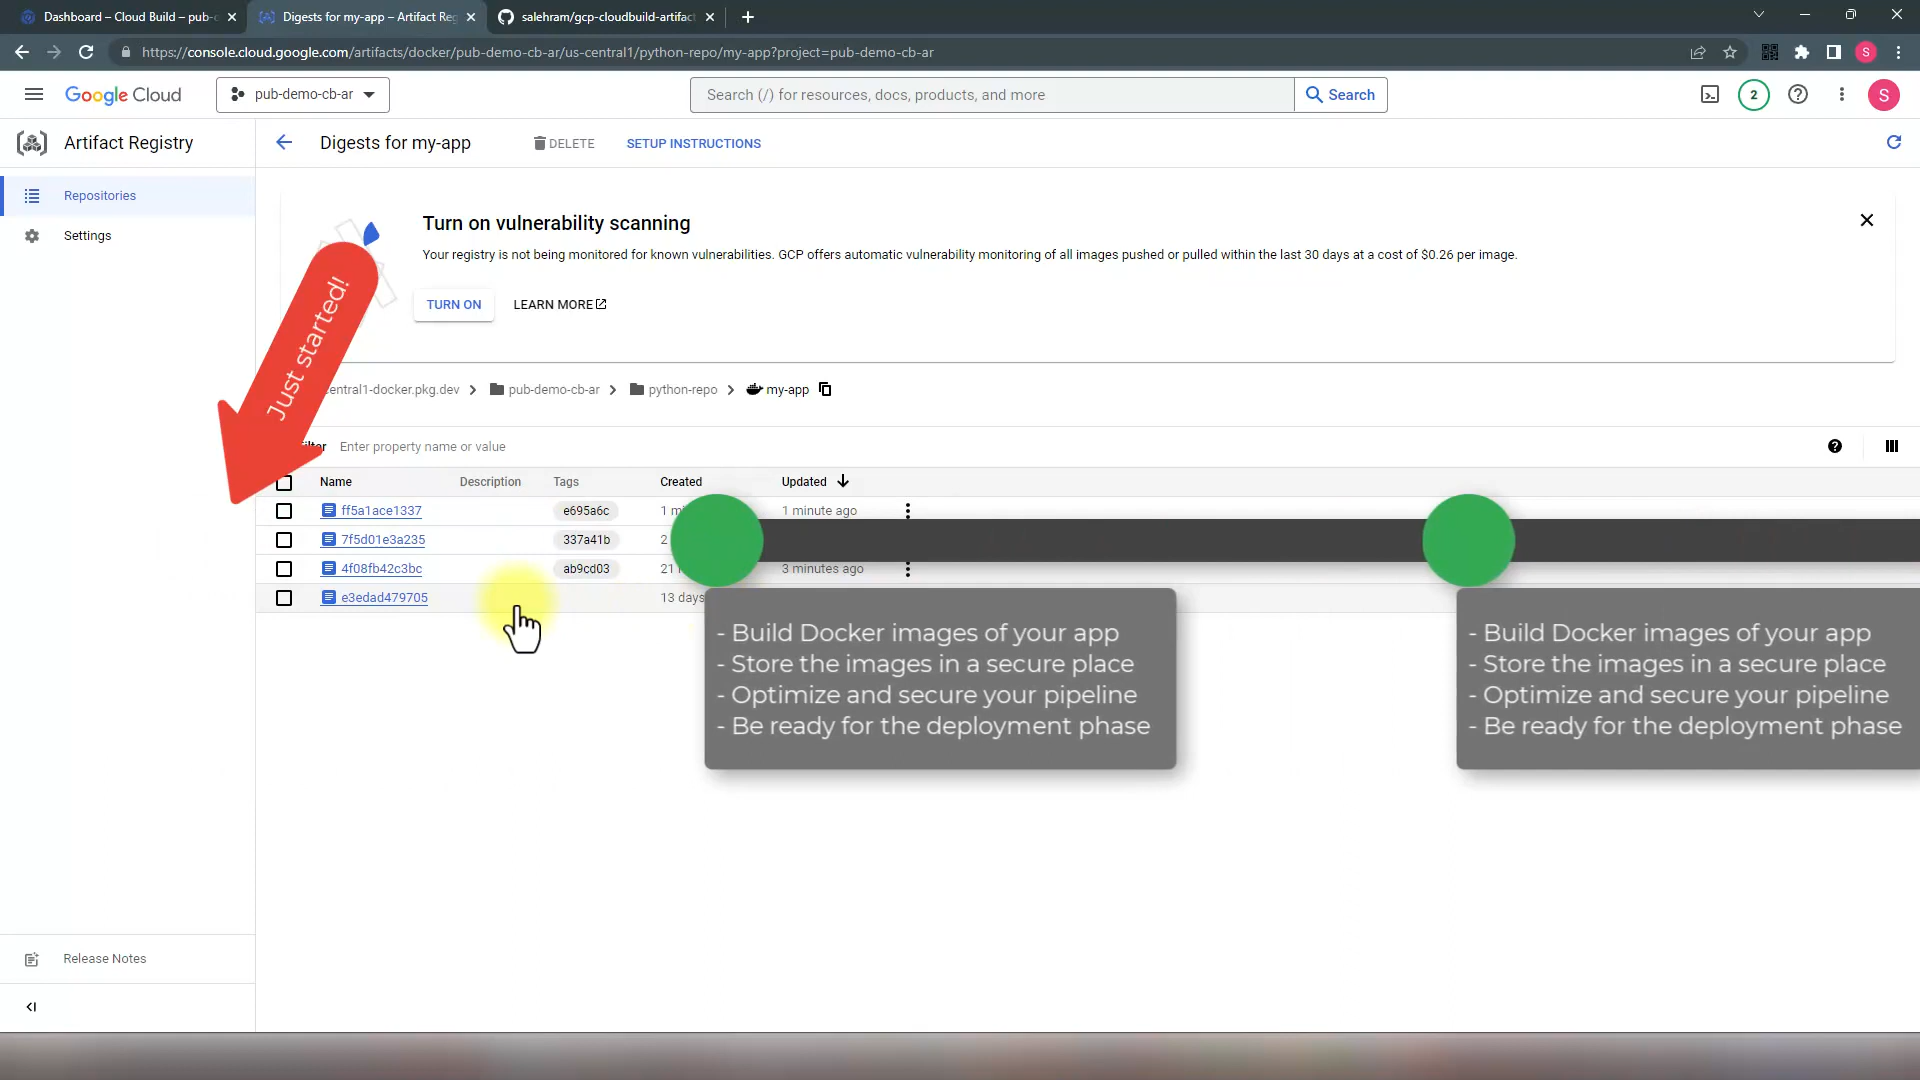 Dashboard – Cloud Build – pub-
Digests for my-app – Artifact Reg
salehram/gcp-cloudbuild-artifact
https://console.cloud.google.com/artifacts/docker/pub-demo-cb-ar/us-central1/python-repo/my-app?project=pub-demo-cb-ar
S
Google Cloud
pub-demo-cb-ar
Search (/) for resources, docs, products, and more
Search
2
S
Artifact Registry
Digests for my-app
DELETE
SETUP INSTRUCTIONS
Repositories
Settings
Turn on vulnerability scanning
Your registry is not being monitored for known vulnerabilities. GCP offers automatic vulnerability monitoring of all images pushed or pulled within the last 30 days at a cost of $0.26 per image.
TURN ON
LEARN MORE
Just started!
entral1-docker.pkg.dev
pub-demo-cb-ar
python-repo
my-app
Enter property name or value
Name Description Tags Created Updated
ff5a1ace1337 e695a6c 1 1 minute ago
7f5d01e3a235 337a41b 2
4f08fb42c3bc ab9cd03 21 3 minutes ago
e3edad479705 13 days
- Build Docker images of your app
- Store the images in a secure place
- Optimize and secure your pipeline
- Be ready for the deployment phase
- Build Docker images of your app
- Store the images in a secure place
- Optimize and secure your pipeline
- Be ready for the deployment phase
Release Notes